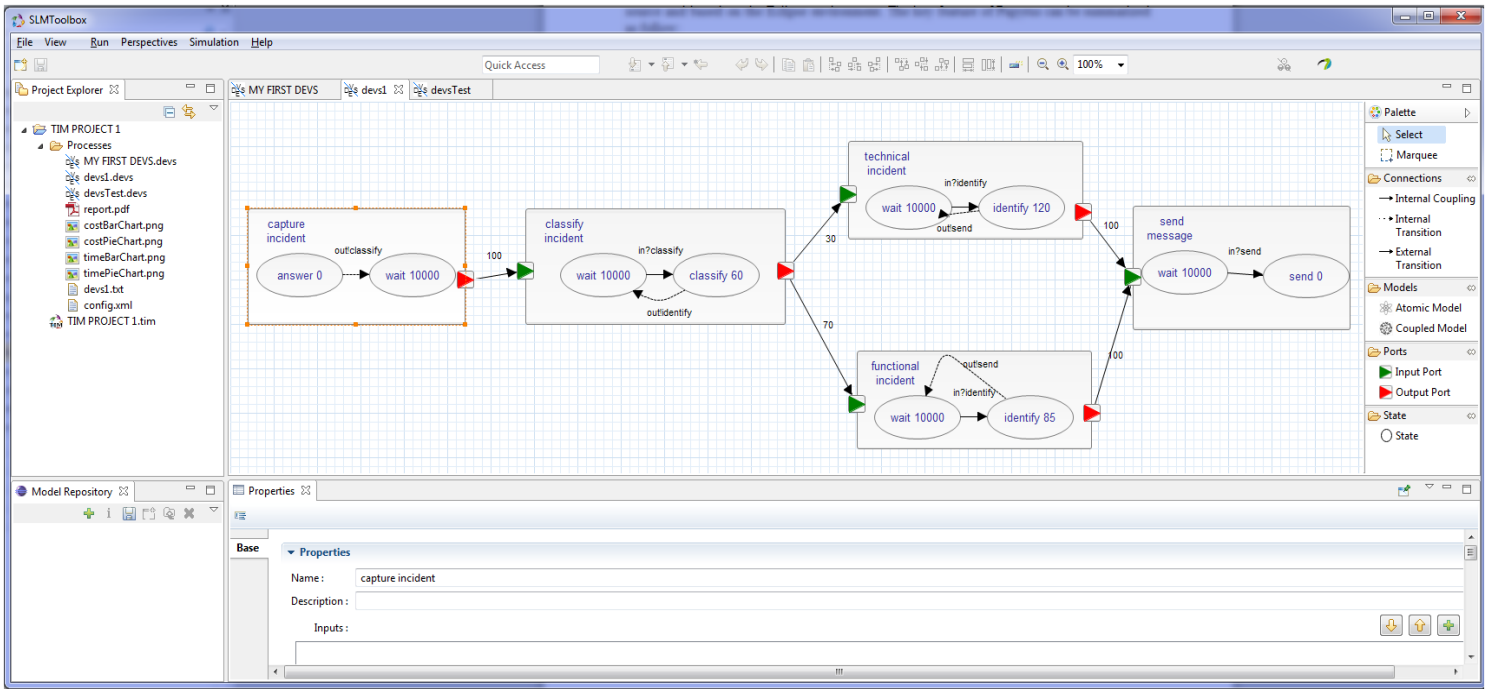 SLMToolbox
File View Run Perspectives Simulation Help
Quick Access
100%
Project Explorer
TIM PROJECT 1
Processes
MY FIRST DEVS.devs
devs1.devs
devsTest.devs
report.pdf
costBarChart.png
costPieChart.png
timeBarChart.png
timePieChart.png
devs1.txt
config.xml
TIM PROJECT 1.tim
MY FIRST DEVS devs1 devsTest
capture
incident
out!classify
answer 0 wait 10000
100
classify
incident
in?classify
wait 10000 classify 60
out!identify
30
70
technical
incident
in?identify
wait 10000 identify 120
out!send
100
functional
incident
out!send
in?identify
wait 10000 identify 85
100
send
message
in?send
wait 10000 send 0
Palette
Select
Marquee
Connections
Internal Coupling
Internal
Transition
External
Transition
Models
Atomic Model
Coupled Model
Ports
Input Port
Output Port
State
State
Model Repository
Properties
Base
Properties
Name : capture incident
Description :
Inputs :